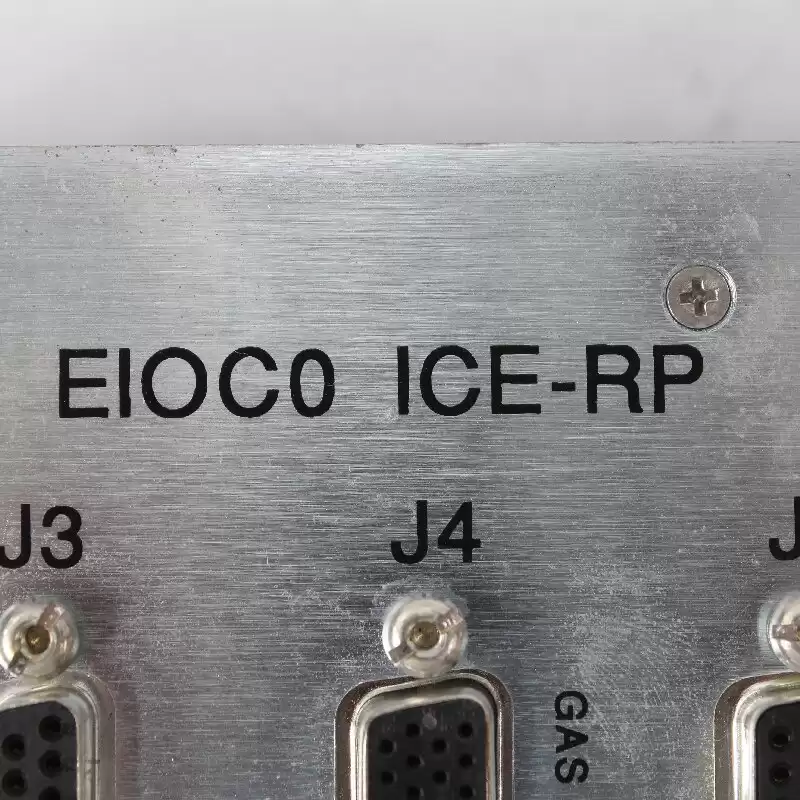 EIOC0 ICE-RP
J3 J4 J
GAS